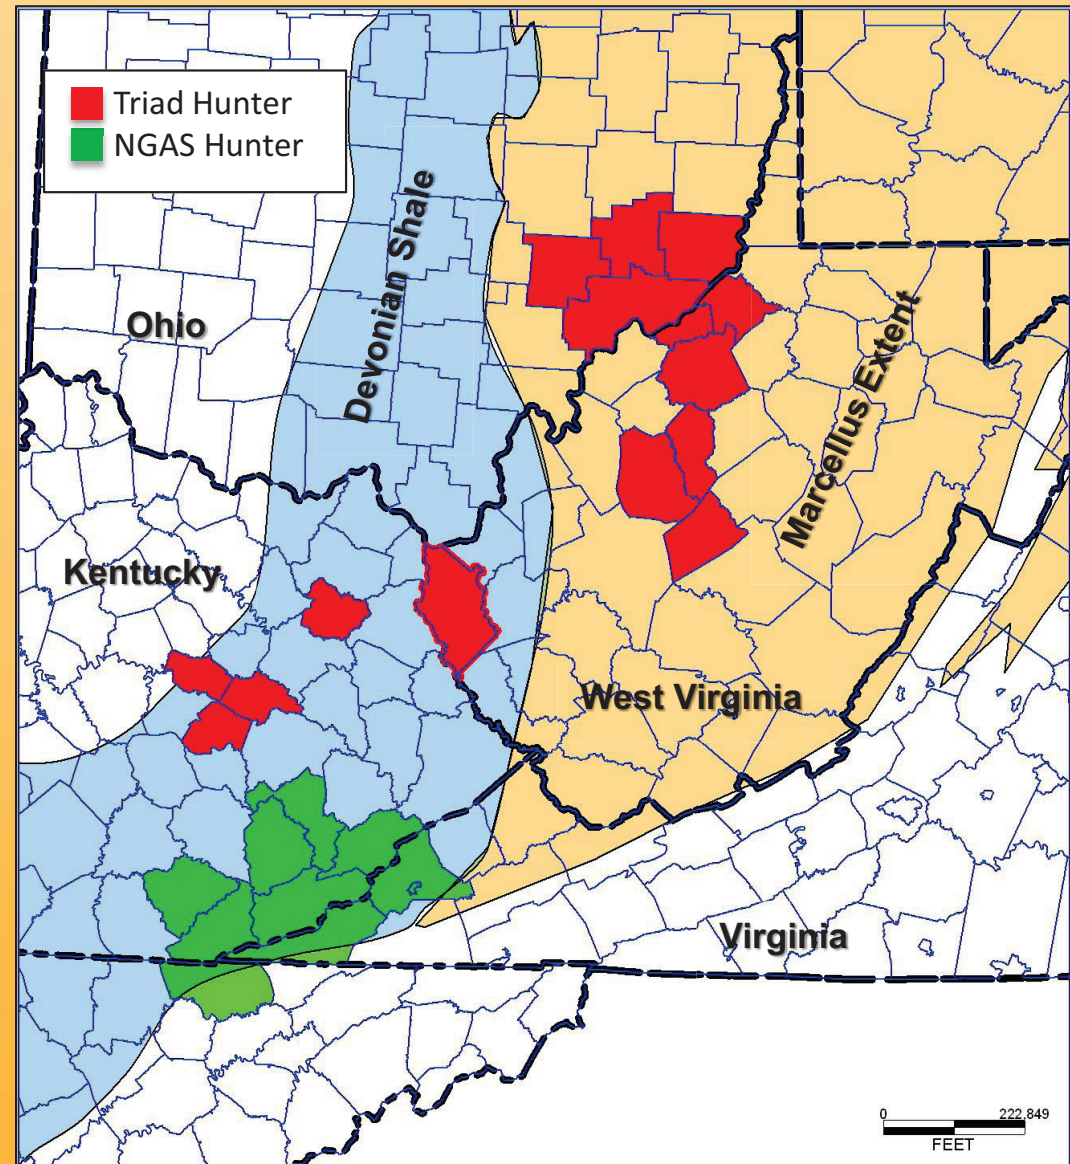 Triad Hunter
NGAS Hunter
Devonian Shale
Ohio
Marcellus Extent
Kentucky
West Virginia
Virginia
0 222,849
FEET